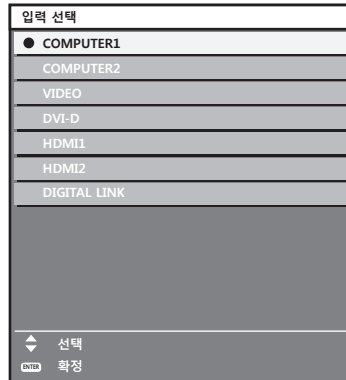 입력 선택
COMPUTER1
COMPUTER2
VIDEO
DVI-D
HDMI1
HDMI2
DIGITAL LINK
선택
ENTER 확정